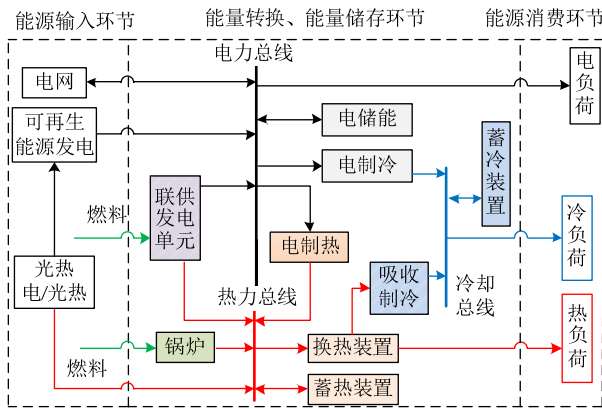 能源输入环节
能量转换、能量储存环节
能源消费环节
电力总线
电网
电负荷
可再生
能源发电
电储能
电制冷
蓄冷装置
联供
发电
单元
燃料
电制热
冷负荷
光热
电/光热
热力总线
吸收
制冷
冷却
总线
热负荷
锅炉
换热装置
燃料
蓄热装置